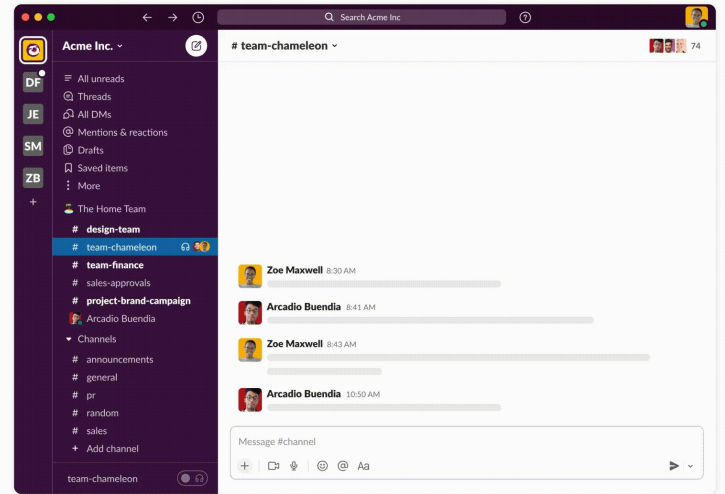 Search Acme Inc
Acme Inc.
# team-chameleon
74
DF
JE
SM
ZB
+
All unreads
Threads
All DMs
@ Mentions & reactions
Drafts
Saved items
More
The Home Team
# design-team
# team-chameleon
# team-finance
# sales-approvals
# project-brand-campaign
Arcadio Buendia
Channels
# announcements
# general
# pr
# random
# sales
+ Add channel
team-chameleon
Zoe Maxwell 8:30 AM
Arcadio Buendia 8:41 AM
Zoe Maxwell 8:43 AM
Arcadio Buendia 10:50 AM
Message #channel
+ @ Aa